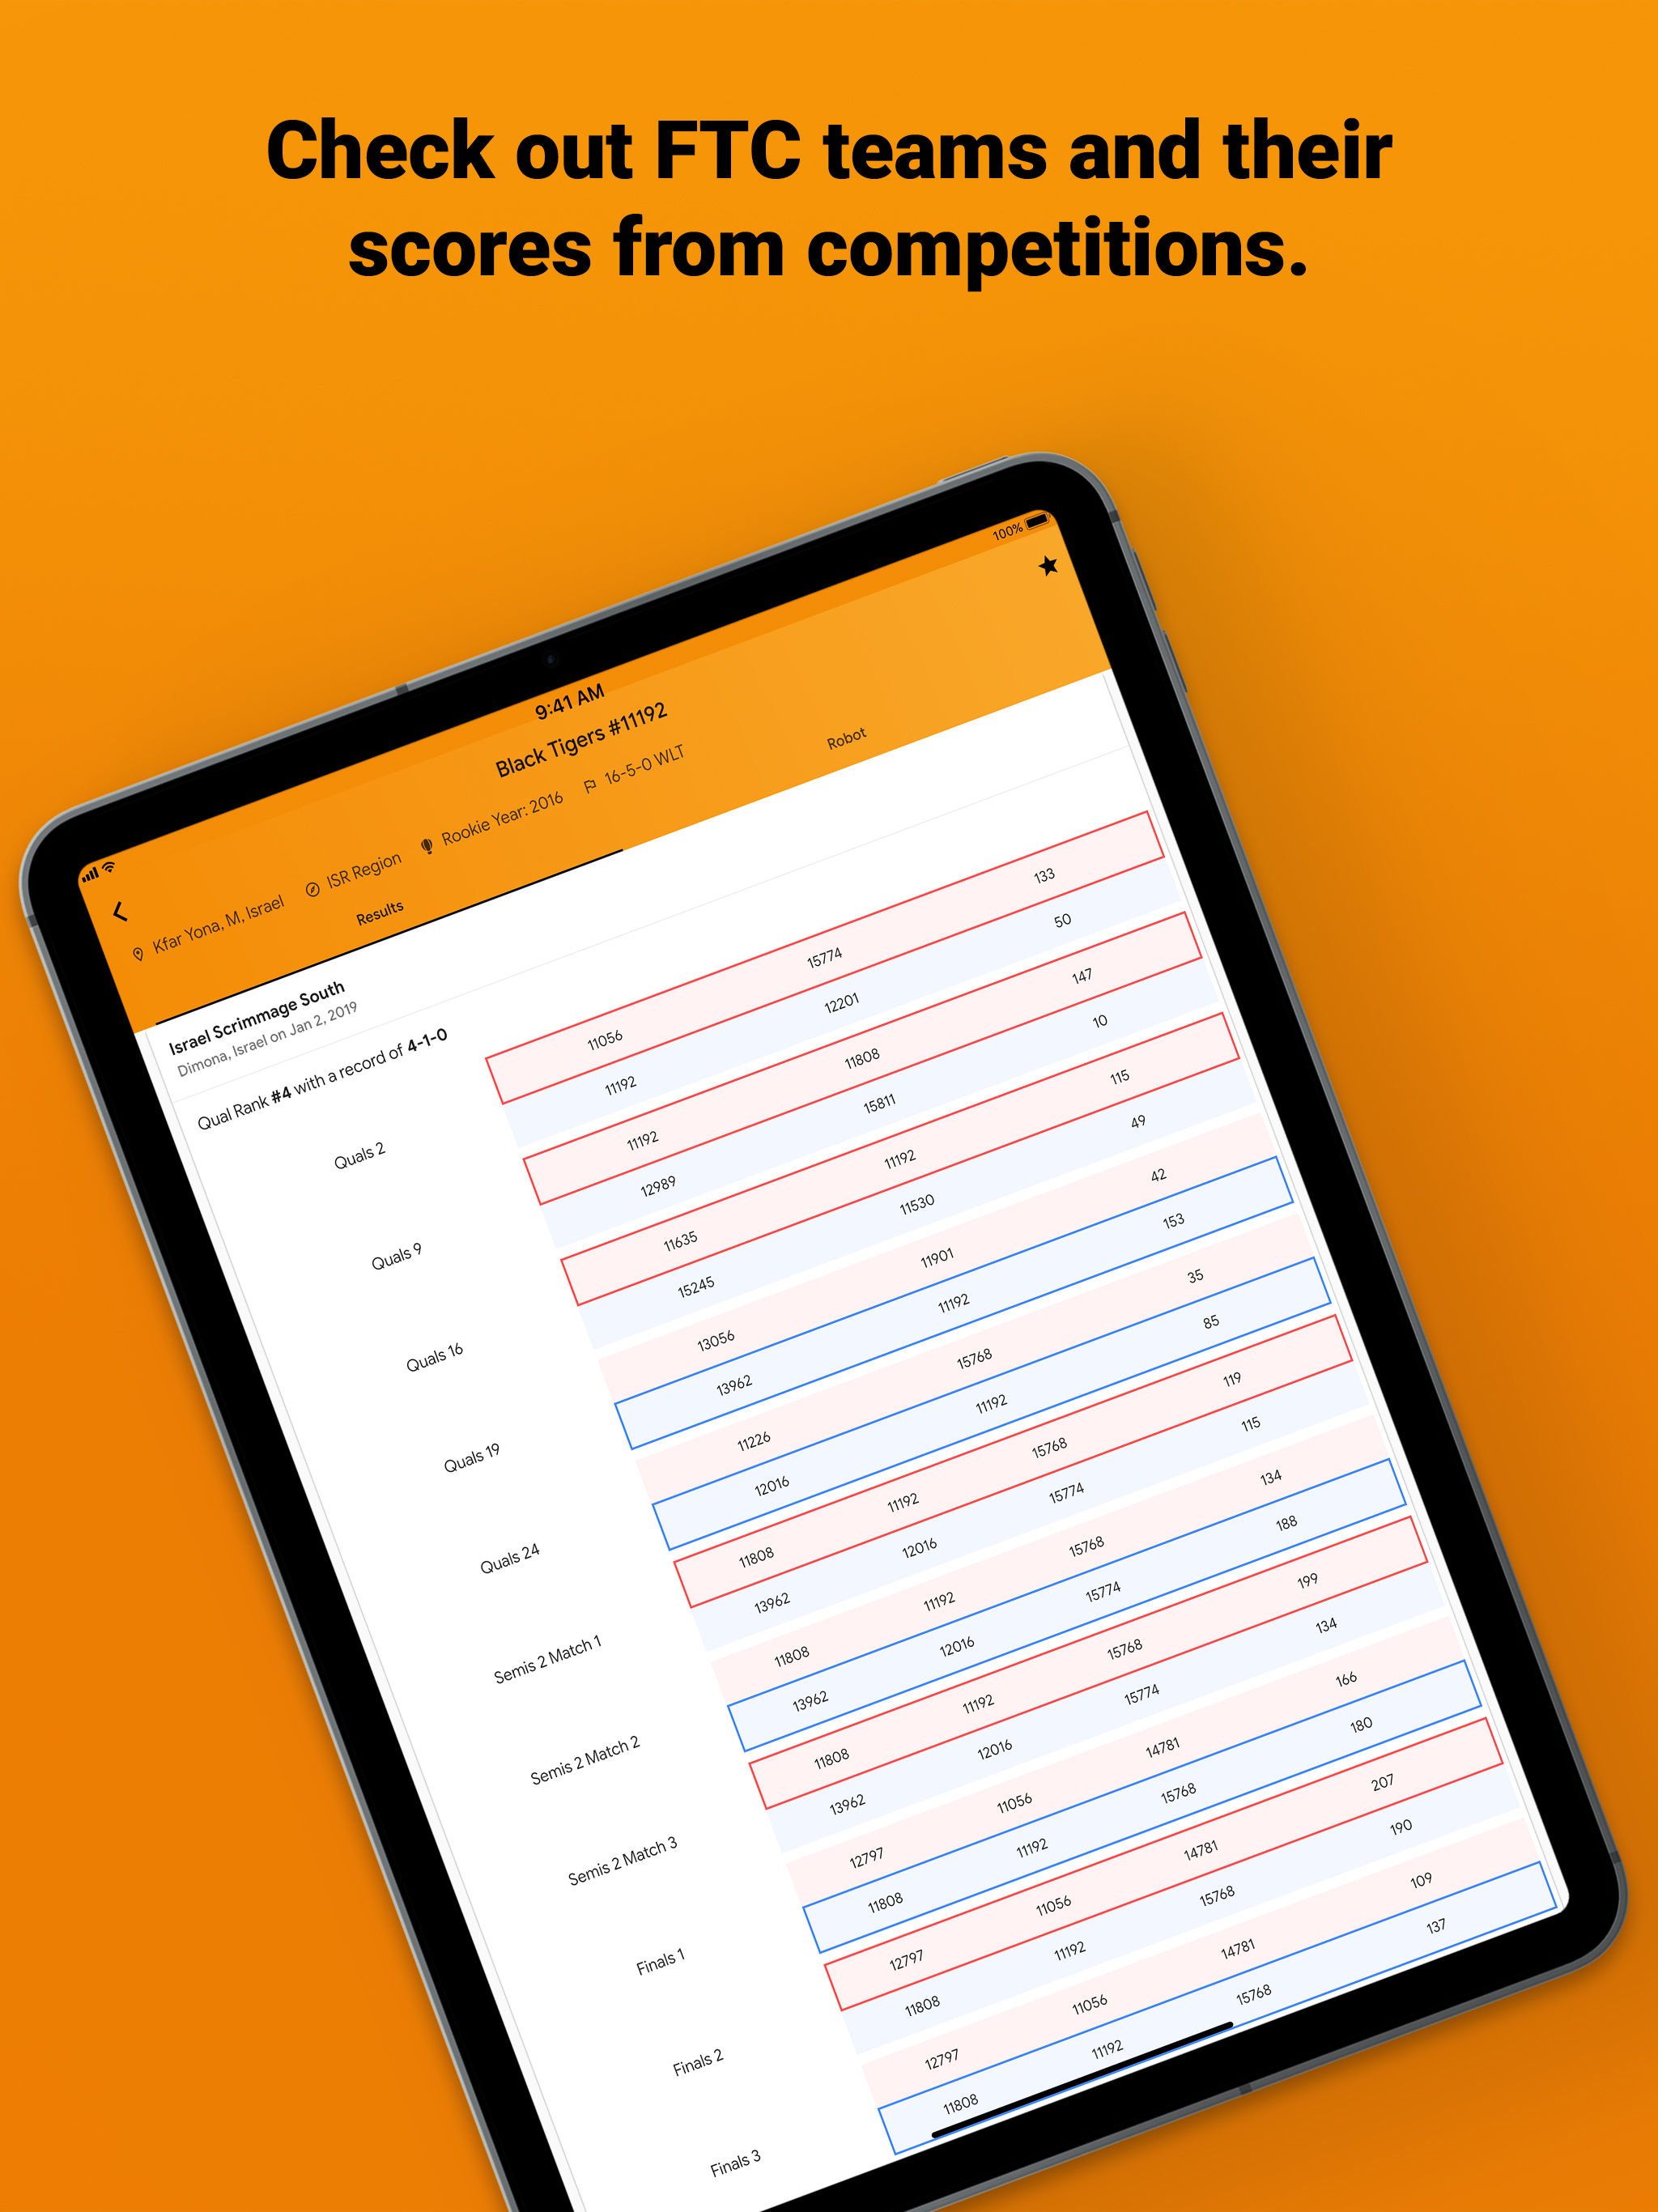 Check out FTC teams and their
scores from competitions.
9:41 AM
100%
Black Tigers #11192
Kfar Yona, M, Israel ISR Region Rookie Year: 2016 16-5-0 WLT
Results Robot
Israel Scrimmage South
Dimona, Israel on Jan 2, 2019
Qual Rank #4 with a record of 4-1-0
Quals 2
11056 15774 133
11192 12201 50
Quals 9
11192 11808 147
12989 15811 10
Quals 16
11635 11192 115
15245 11530 49
Quals 19
13056 11901 42
13962 11192 153
Quals 24
11226 15768 35
12016 11192 85
Semis 2 Match 1
11808 11192 15768 119
13962 12016 15774 115
Semis 2 Match 2
11808 11192 15768 134
13962 12016 15774 188
Semis 2 Match 3
11808 11192 15768 199
13962 12016 15774 134
Finals 1
12797 11056 14781 166
11808 11192 15768 180
Finals 2
12797 11056 14781 207
11808 11192 15768 190
Finals 3
12797 11056 14781 109
11808 11192 15768 137